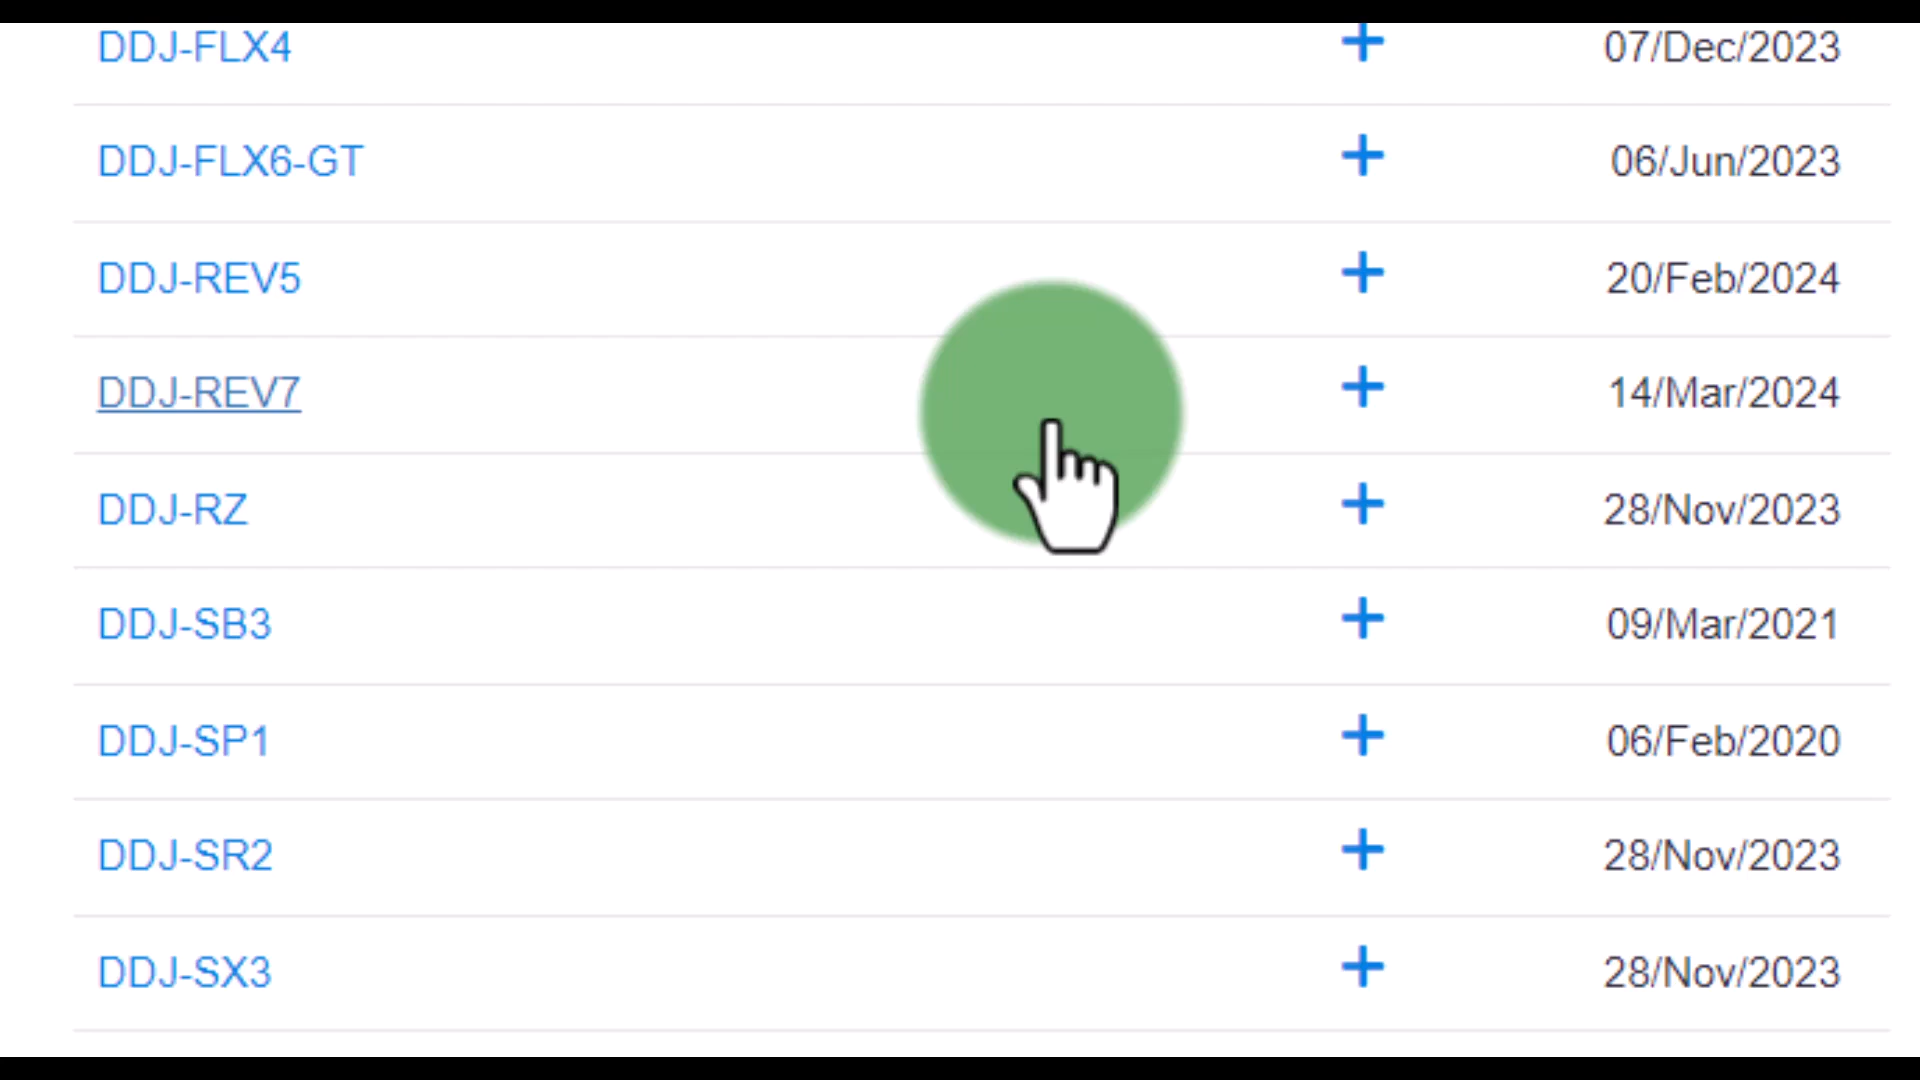 DDJ-FLX4 + 07/Dec/2023
DDJ-FLX6-GT + 06/Jun/2023
DDJ-REV5 + 20/Feb/2024
DDJ-REV7 + 14/Mar/2024
DDJ-RZ + 28/Nov/2023
DDJ-SB3 + 09/Mar/2021
DDJ-SP1 + 06/Feb/2020
DDJ-SR2 + 28/Nov/2023
DDJ-SX3 + 28/Nov/2023